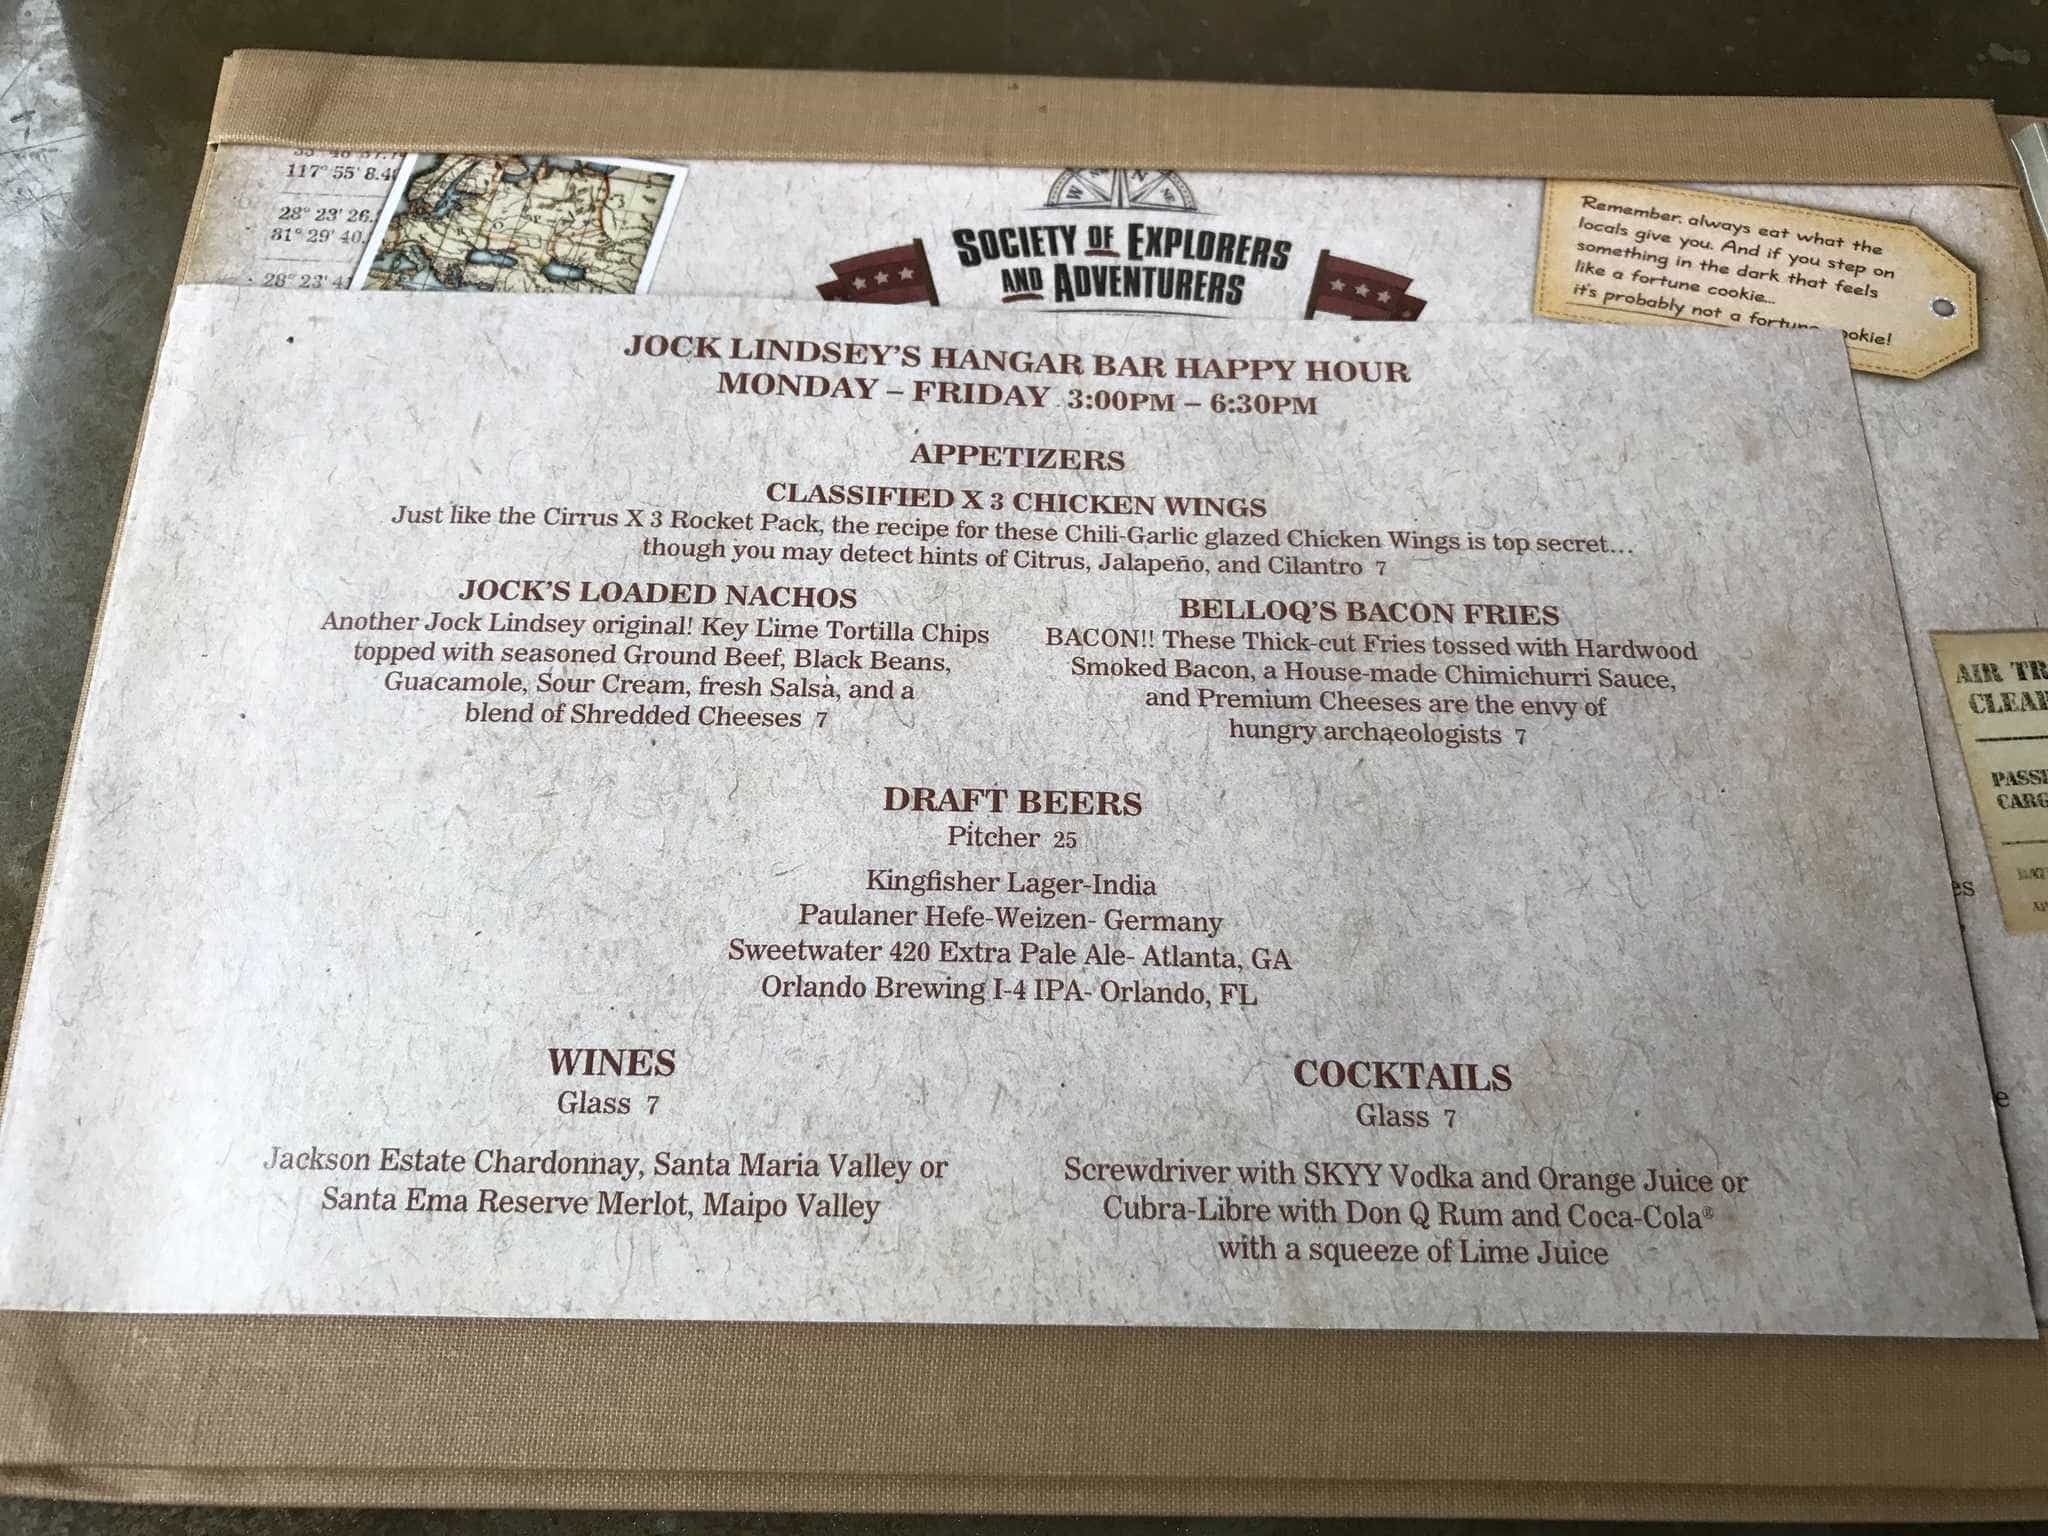 117° 55' 8.4
28° 23' 26.
81° 29' 40.
28° 23' 41
W
N
NE
SOCIETY OF EXPLORERS
AND ADVENTURERS
Remember, always eat what the
locals give you. And if you step on
something in the dark that feels
like a fortune cookie...
it's probably not a fortune cookie!
JOCK LINDSEY'S HANGAR BAR HAPPY HOUR
MONDAY – FRIDAY 3:00PM – 6:30PM
APPETIZERS
CLASSIFIED X 3 CHICKEN WINGS
Just like the Cirrus X 3 Rocket Pack, the recipe for these Chili-Garlic glazed Chicken Wings is top secret...
though you may detect hints of Citrus, Jalapeño, and Cilantro 7
JOCK'S LOADED NACHOS
Another Jock Lindsey original! Key Lime Tortilla Chips
topped with seasoned Ground Beef, Black Beans,
Guacamole, Sour Cream, fresh Salsa, and a
blend of Shredded Cheeses 7
BELLOQ'S BACON FRIES
BACON!! These Thick-cut Fries tossed with Hardwood
Smoked Bacon, a House-made Chimichurri Sauce,
and Premium Cheeses are the envy of
hungry archaeologists 7
DRAFT BEERS
Pitcher 25
Kingfisher Lager-India
Paulaner Hefe-Weizen- Germany
Sweetwater 420 Extra Pale Ale- Atlanta, GA
Orlando Brewing I-4 IPA- Orlando, FL
WINES
Glass 7
Jackson Estate Chardonnay, Santa Maria Valley or
Santa Ema Reserve Merlot, Maipo Valley
COCKTAILS
Glass 7
Screwdriver with SKYY Vodka and Orange Juice or
Cubra-Libre with Don Q Rum and Coca-Cola®
with a squeeze of Lime Juice
AIR TR
CLEAR
PASSE
CARG
es
e